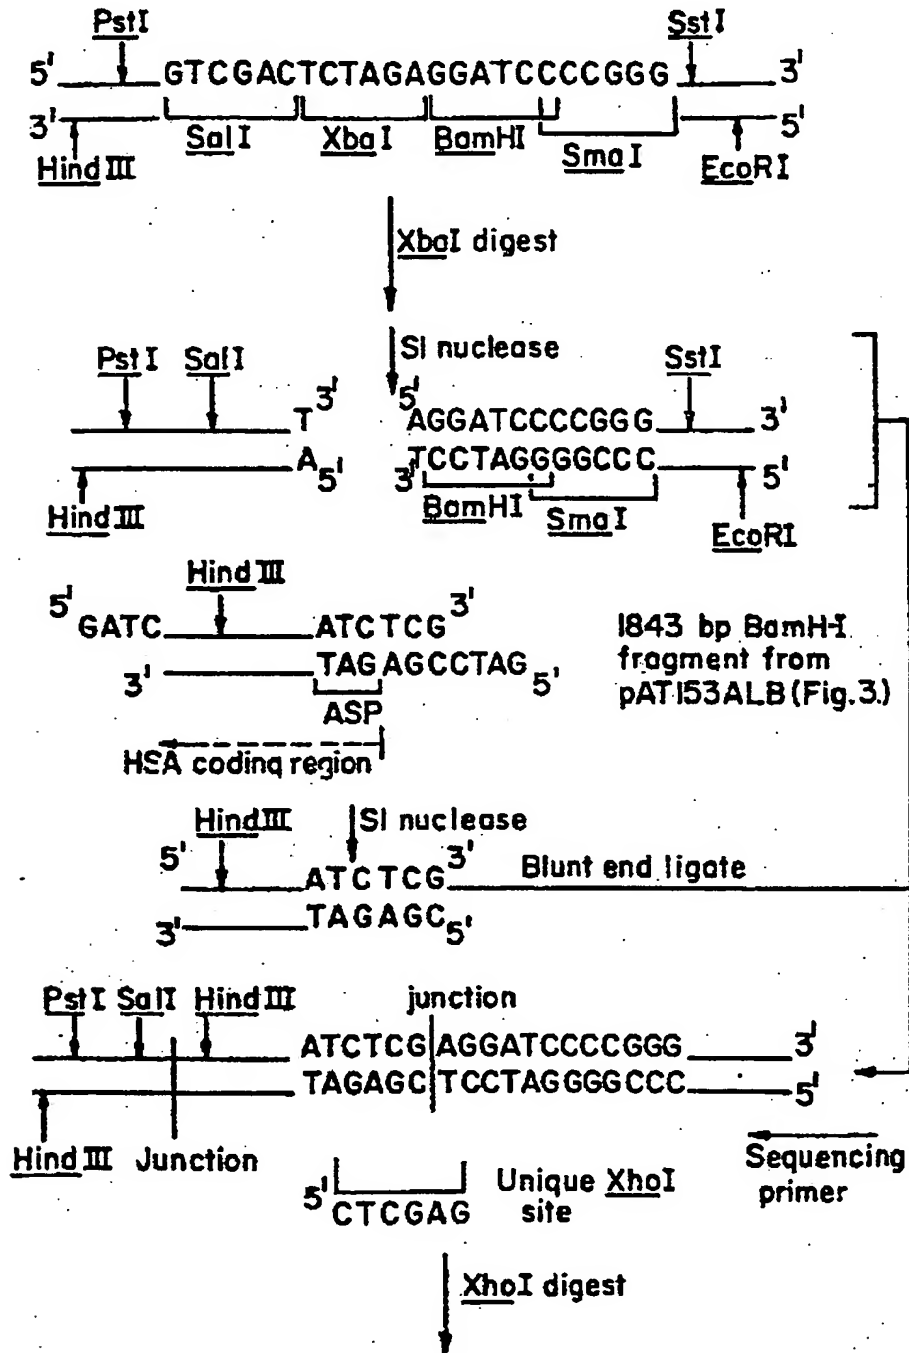 PstI SstI
5' GTCGACTCTAGAGGATCCCCGGG 3'
3' 5'
HindIII SalI XbaI BamHI SmaI EcoRI
XbaI digest
SI nuclease
PstI SalI SstI
T 3' 5' AGGATCCCCGGG 3'
A 5' 3' TCCTAGGGGCCC 5'
HindIII BamHI SmaI EcoRI
HindIII
5' GATC ATCTCG 3'
3' TAGAGCCTAG 5'
ASP
HSA coding region
1843 bp BamH-I
fragment from
pAT153ALB (Fig.3.)
HindIII SI nuclease
5' ATCTCG 3' Blunt end ligate
3' TAGAGC 5'
PstI SalI HindIII junction
ATCTCG AGGATCCCCGGG 3'
TAGAGC TCCTAGGGGCCC 5'
HindIII Junction
Sequencing
primer
5' CTCGAG
Unique XhoI
site
XhoI digest